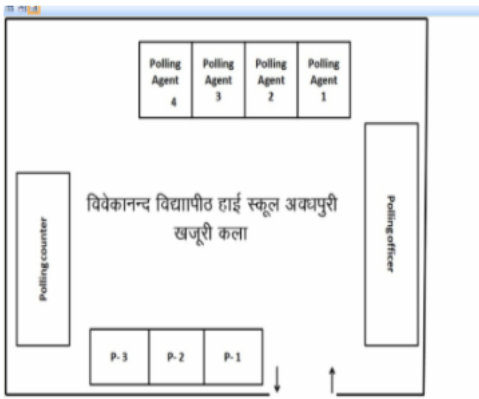 Polling Agent 4
Polling Agent 3
Polling Agent 2
Polling Agent 1
विवेकानन्द विद्याापीठ हाई स्कूल अवधपुरी
खजूरी कला
Polling counter
Polling officer
P-3
P-2
P-1